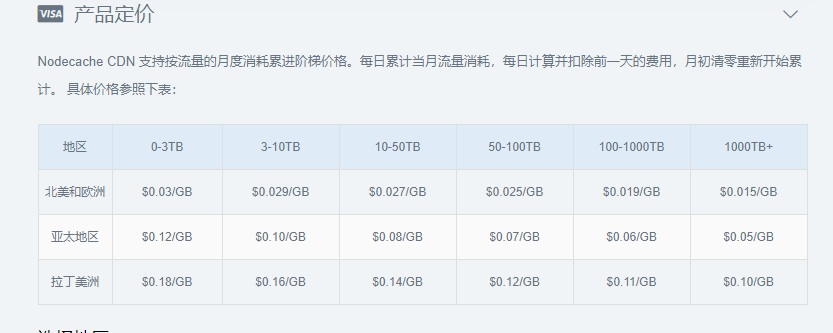 VISA 产品定价
Nodecache CDN 支持按流量的月度消耗累进阶梯价格。每日累计当月流量消耗，每日计算并扣除前一天的费用，月初清零重新开始累
计。 具体价格参照下表：
地区 0-3TB 3-10TB 10-50TB 50-100TB 100-1000TB 1000TB+
北美和欧洲 $0.03/GB $0.029/GB $0.027/GB $0.025/GB $0.019/GB $0.015/GB
亚太地区 $0.12/GB $0.10/GB $0.08/GB $0.07/GB $0.06/GB $0.05/GB
拉丁美洲 $0.18/GB $0.16/GB $0.14/GB $0.12/GB $0.11/GB $0.10/GB